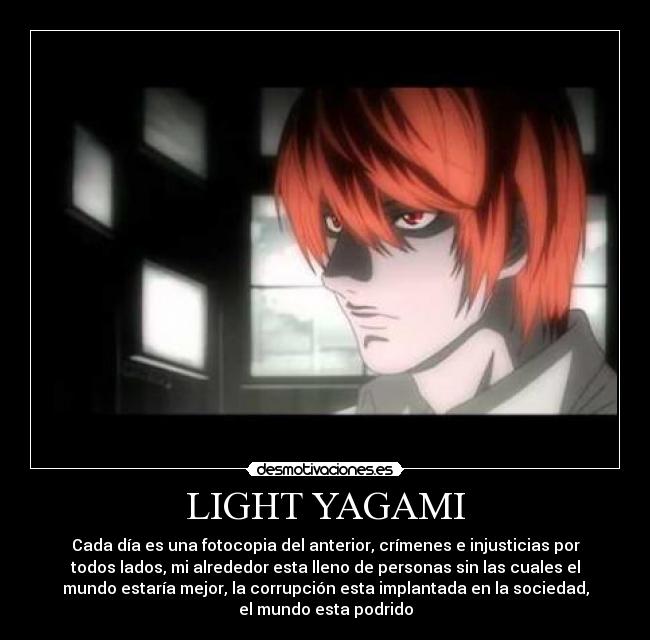 desmotivaciones.es
LIGHT YAGAMI
Cada día es una fotocopia del anterior, crímenes e injusticias por
todos lados, mi alrededor esta lleno de personas sin las cuales el
mundo estaría mejor, la corrupción esta implantada en la sociedad,
el mundo esta podrido